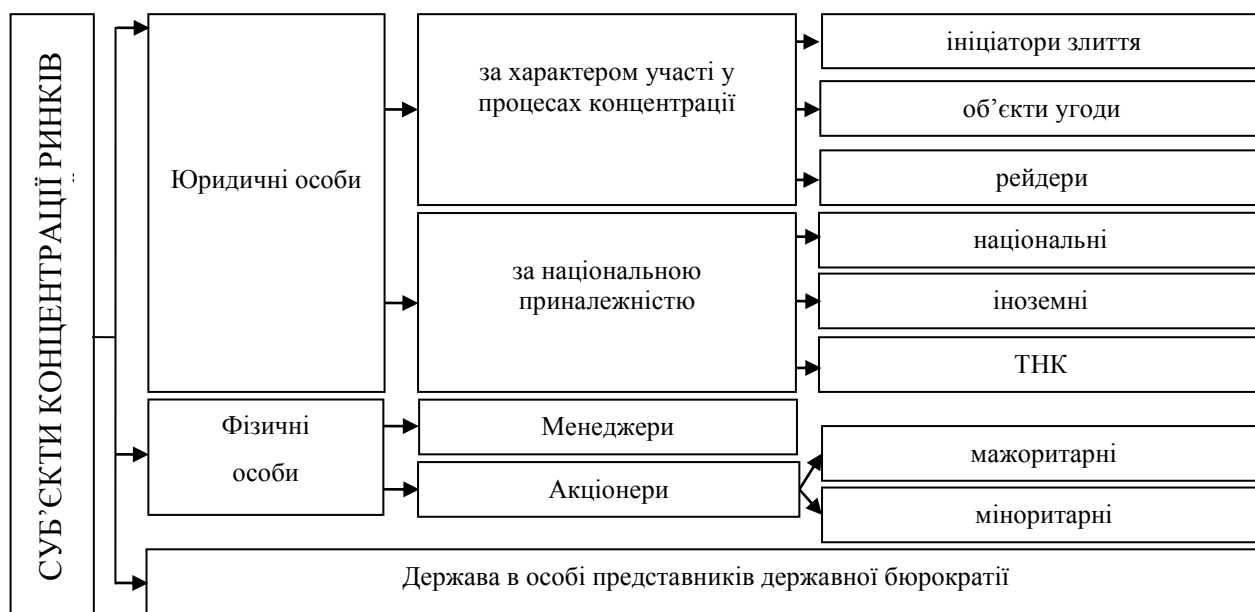 СУБ’ЄКТИ КОНЦЕНТРАЦІЇ РИНКІВ
Юридичні особи
за характером участі у
процесах концентрації
ініціатори злиття
об’єкти угоди
рейдери
за національною
приналежністю
національні
іноземні
ТНК
Фізичні
особи
Менеджери
Акціонери
мажоритарні
міноритарні
Держава в особі представників державної бюрократії